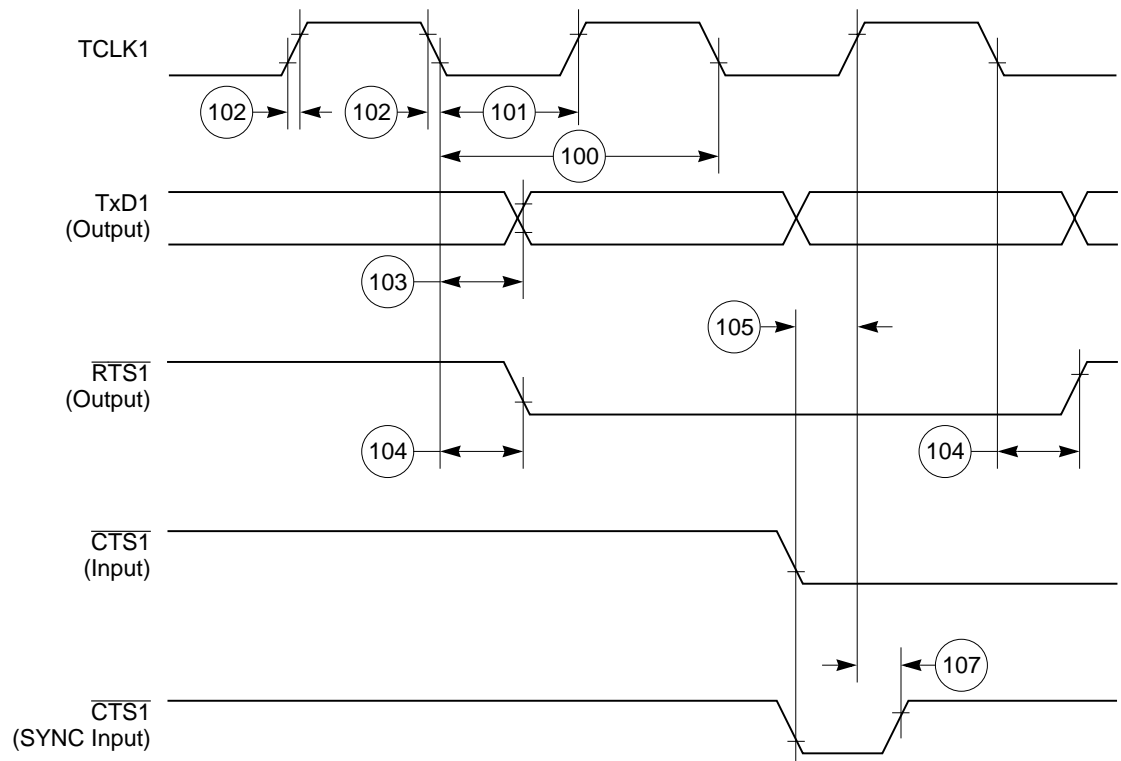 TCLK1
102
102
101
100
TxD1
(Output)
103
105
RTS1
(Output)
104
104
CTS1
(Input)
107
CTS1
(SYNC Input)